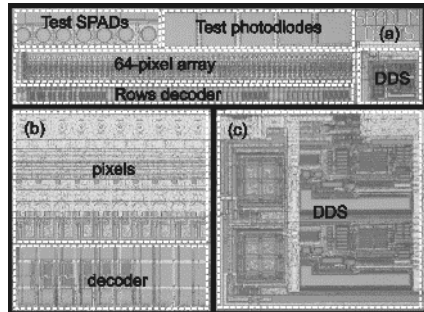 Test SPADs
Test photodiodes
(a)
64-pixel array
DDS
Rows decoder
(b)
pixels
decoder
(c)
DDS